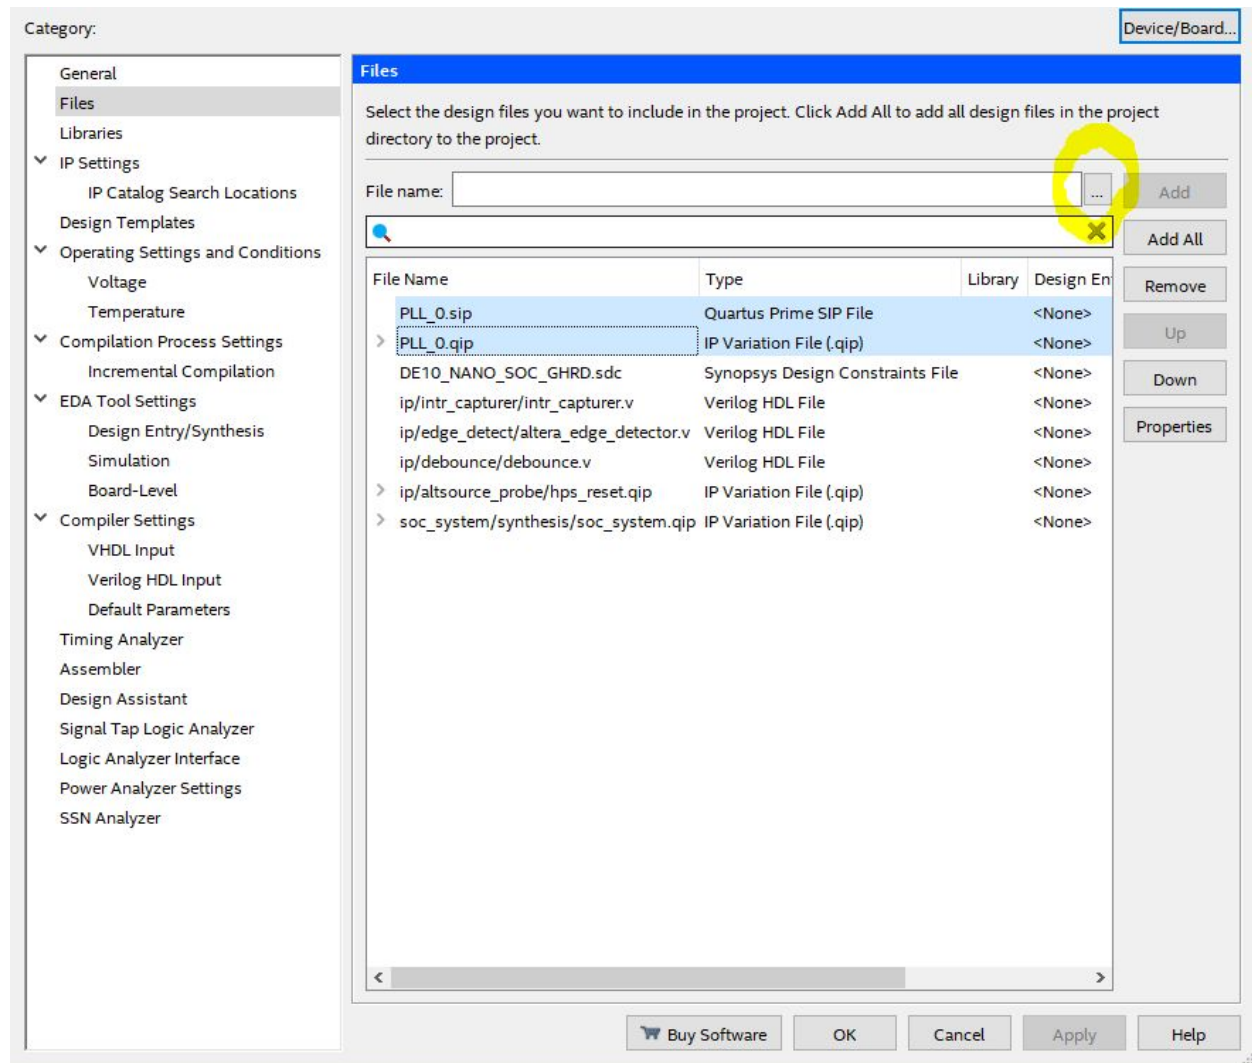 Category:
Device/Board...
General
Files
Libraries
IP Settings
IP Catalog Search Locations
Design Templates
Operating Settings and Conditions
Voltage
Temperature
Compilation Process Settings
Incremental Compilation
EDA Tool Settings
Design Entry/Synthesis
Simulation
Board-Level
Compiler Settings
VHDL Input
Verilog HDL Input
Default Parameters
Timing Analyzer
Assembler
Design Assistant
Signal Tap Logic Analyzer
Logic Analyzer Interface
Power Analyzer Settings
SSN Analyzer
Files
Select the design files you want to include in the project. Click Add All to add all design files in the project
directory to the project.
File name: ... Add
Add All
Remove
Up
Down
Properties
File Name Type Library Design En
PLL_0.sip Quartus Prime SIP File <None>
PLL_0.qip IP Variation File (.qip) <None>
DE10_NANO_SOC_GHRD.sdc Synopsys Design Constraints File <None>
ip/intr_capturer/intr_capturer.v Verilog HDL File <None>
ip/edge_detect/altera_edge_detector.v Verilog HDL File <None>
ip/debounce/debounce.v Verilog HDL File <None>
ip/altsource_probe/hps_reset.qip IP Variation File (.qip) <None>
soc_system/synthesis/soc_system.qip IP Variation File (.qip) <None>
Buy Software OK Cancel Apply Help